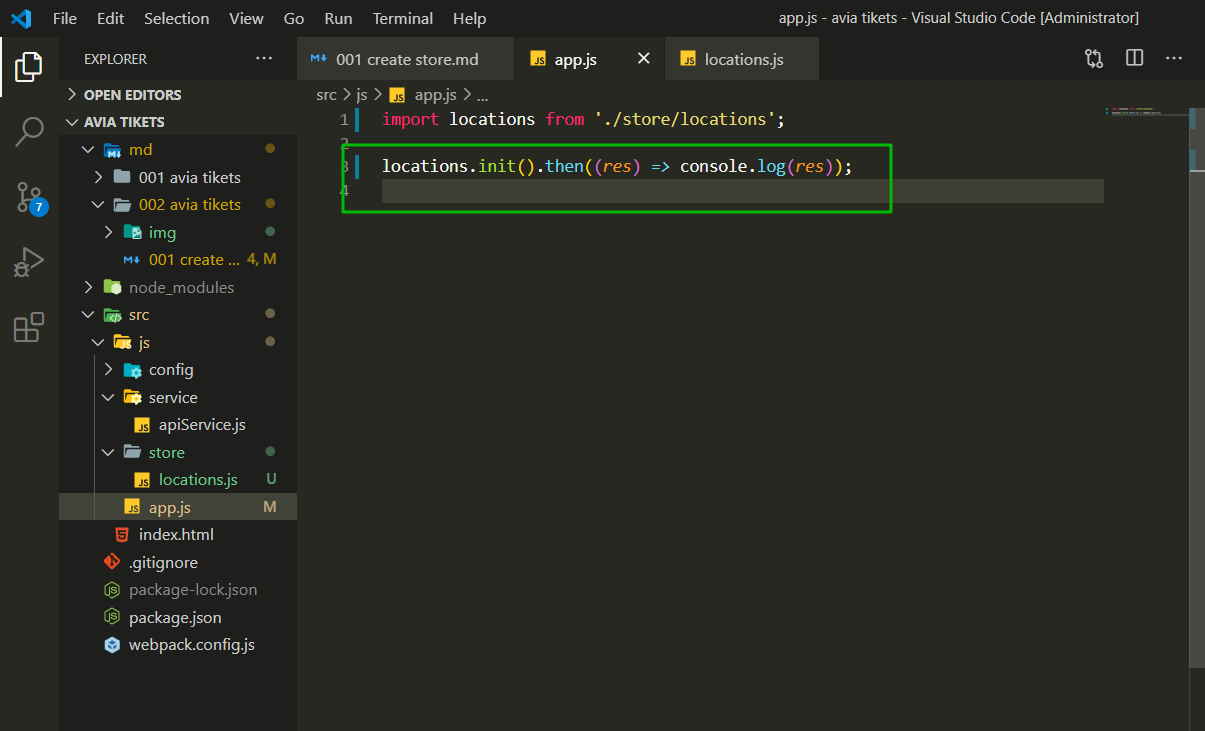 File Edit Selection View Go Run Terminal Help
app.js - avia tikets - Visual Studio Code [Administrator]
EXPLORER ...
001 create store.md
app.js
locations.js
OPEN EDITORS
AVIA TIKETS
md
001 avia tikets
002 avia tikets
img
001 create ... 4, M
node_modules
src
js
config
service
apiService.js
store
locations.js U
app.js M
index.html
.gitignore
package-lock.json
package.json
webpack.config.js
7
src > js > app.js > ...
1 import locations from './store/locations';
2
3 locations.init().then((res) => console.log(res));
4